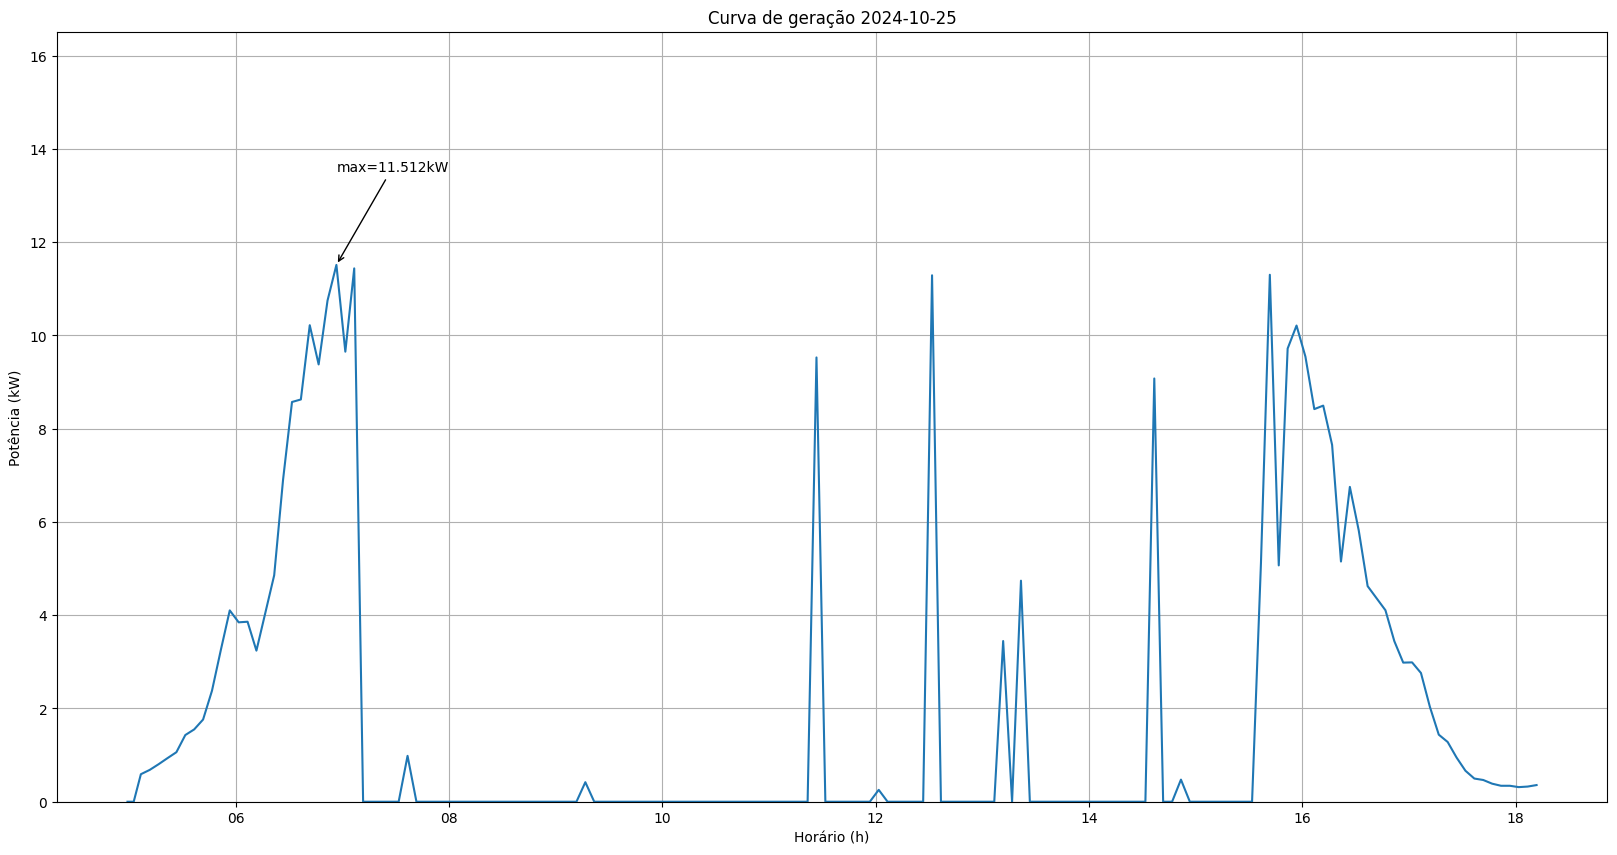 Curva de geração 2024-10-25
16
14
max=11.512kW
12
10
8
6
4
2
0
Potência (kW)
06 08 10 12 14 16 18
Horário (h)